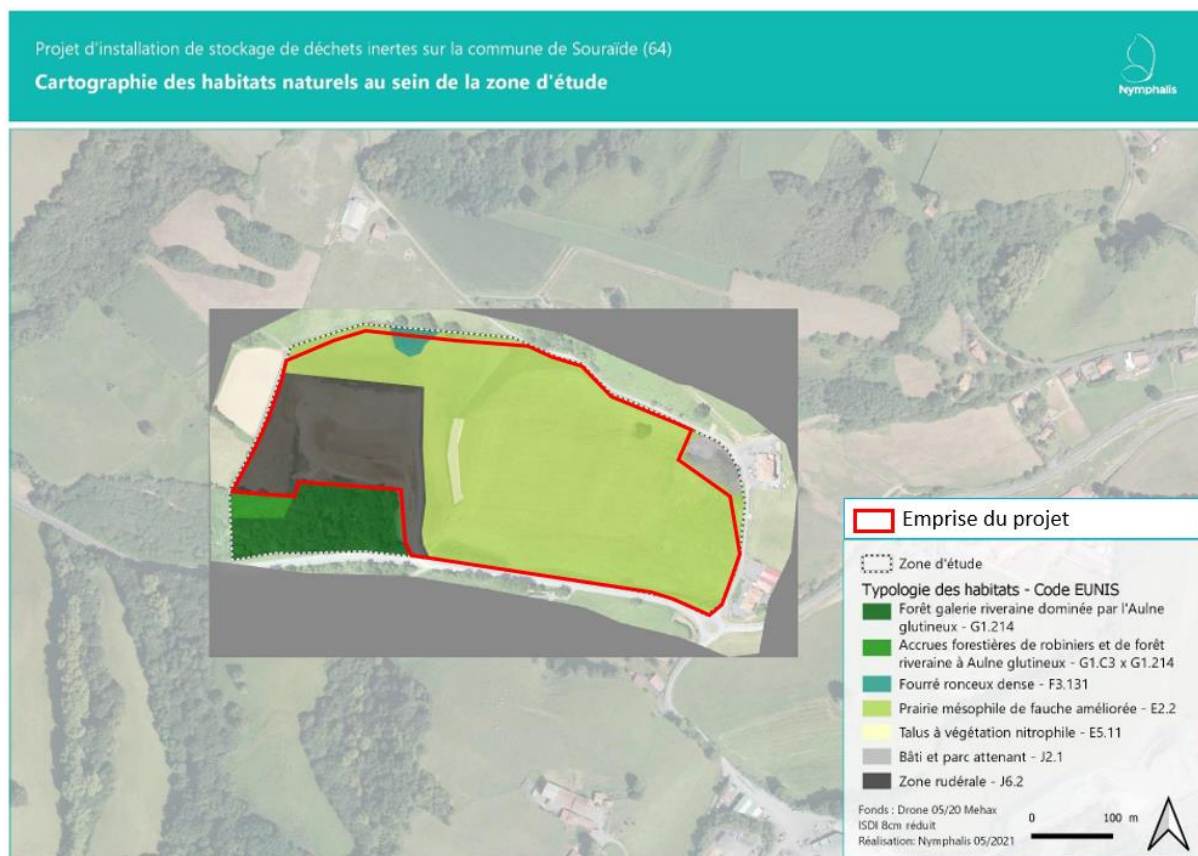 Projet d'installation de stockage de déchets inertes sur la commune de Souraïde (64)
Cartographie des habitats naturels au sein de la zone d'étude
Nymphalis
Emprise du projet
Zone d'étude
Typologie des habitats - Code EUNIS
Forêt galerie riveraine dominée par l'Aulne
glutineux - G1.214
Accrues forestières de robiniers et de forêt
riveraine à Aulne glutineux - G1.C3 x G1.214
Fourré ronceux dense - F3.131
Prairie mésophile de fauche améliorée - E2.2
Talus à végétation nitrophile - E5.11
Bâti et parc attenant - J2.1
Zone rudérale - J6.2
Fonds : Drone 05/20 Mehax
ISDI 8cm réduit
Réalisation: Nymphalis 05/2021
0 100 m